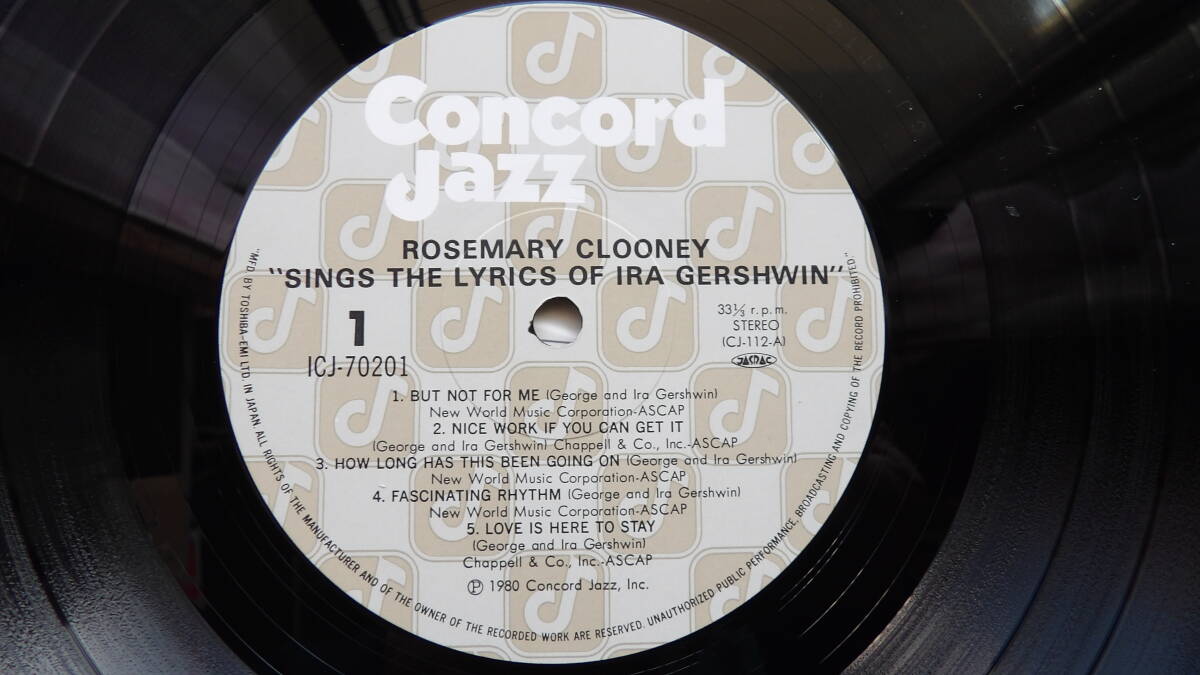 Concord
Jazz
ROSEMARY CLOONEY
"SINGS THE LYRICS OF IRA GERSHWIN"
1
ICJ-70201
33⅓ r.p.m.
STEREO
(CJ-112-A)
JASRAC
1. BUT NOT FOR ME (George and Ira Gershwin)
New World Music Corporation-ASCAP
2. NICE WORK IF YOU CAN GET IT
(George and Ira Gershwin) Chappell & Co., Inc.-ASCAP
3. HOW LONG HAS THIS BEEN GOING ON (George and Ira Gershwin)
New World Music Corporation-ASCAP
4. FASCINATING RHYTHM (George and Ira Gershwin)
New World Music Corporation-ASCAP
5. LOVE IS HERE TO STAY
(George and Ira Gershwin)
Chappell & Co., Inc.-ASCAP
℗ 1980 Concord Jazz, Inc.
"MFD. BY TOSHIBA-EMI LTD. IN JAPAN. ALL RIGHTS OF THE MANUFACTURER AND OF THE OWNER OF THE RECORDED WORK ARE RESERVED. UNAUTHORIZED PUBLIC PERFORMANCE, BROADCASTING AND COPYING OF THE RECORD PROHIBITED."